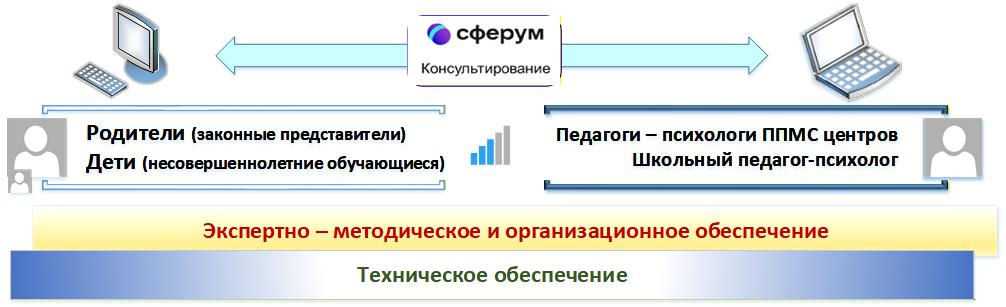 сферум
Консультирование
Родители (законные представители)
Дети (несовершеннолетние обучающиеся)
Педагоги – психологи ППМС центров
Школьный педагог-психолог
Экспертно – методическое и организационное обеспечение
Техническое обеспечение